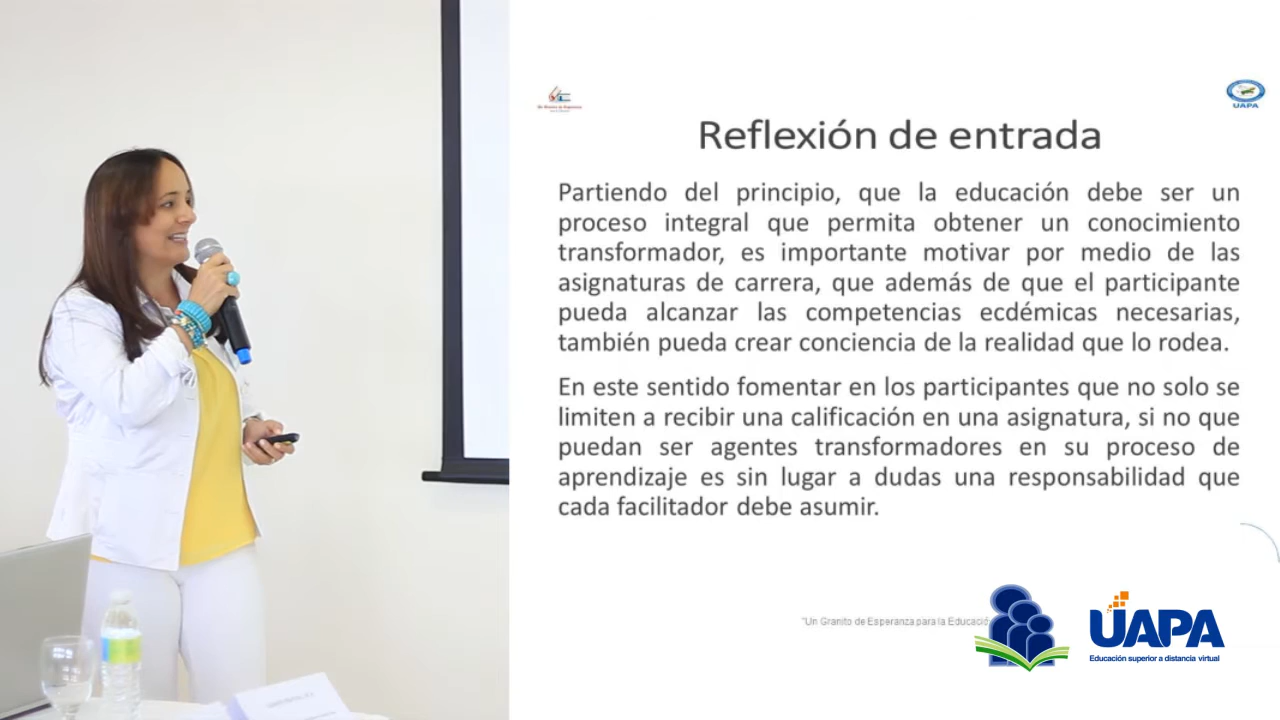 Un Granito de Esperanza
UAPA
Reflexión de entrada
Partiendo del principio, que la educación debe ser un
proceso integral que permita obtener un conocimiento
transformador, es importante motivar por medio de las
asignaturas de carrera, que además de que el participante
pueda alcanzar las competencias ecdémicas necesarias,
también pueda crear conciencia de la realidad que lo rodea.
En este sentido fomentar en los participantes que no solo se
limiten a recibir una calificación en una asignatura, si no que
puedan ser agentes transformadores en su proceso de
aprendizaje es sin lugar a dudas una responsabilidad que
cada facilitador debe asumir.
"Un Granito de Esperanza para la Educació
UAPA
Educación superior a distancia virtual